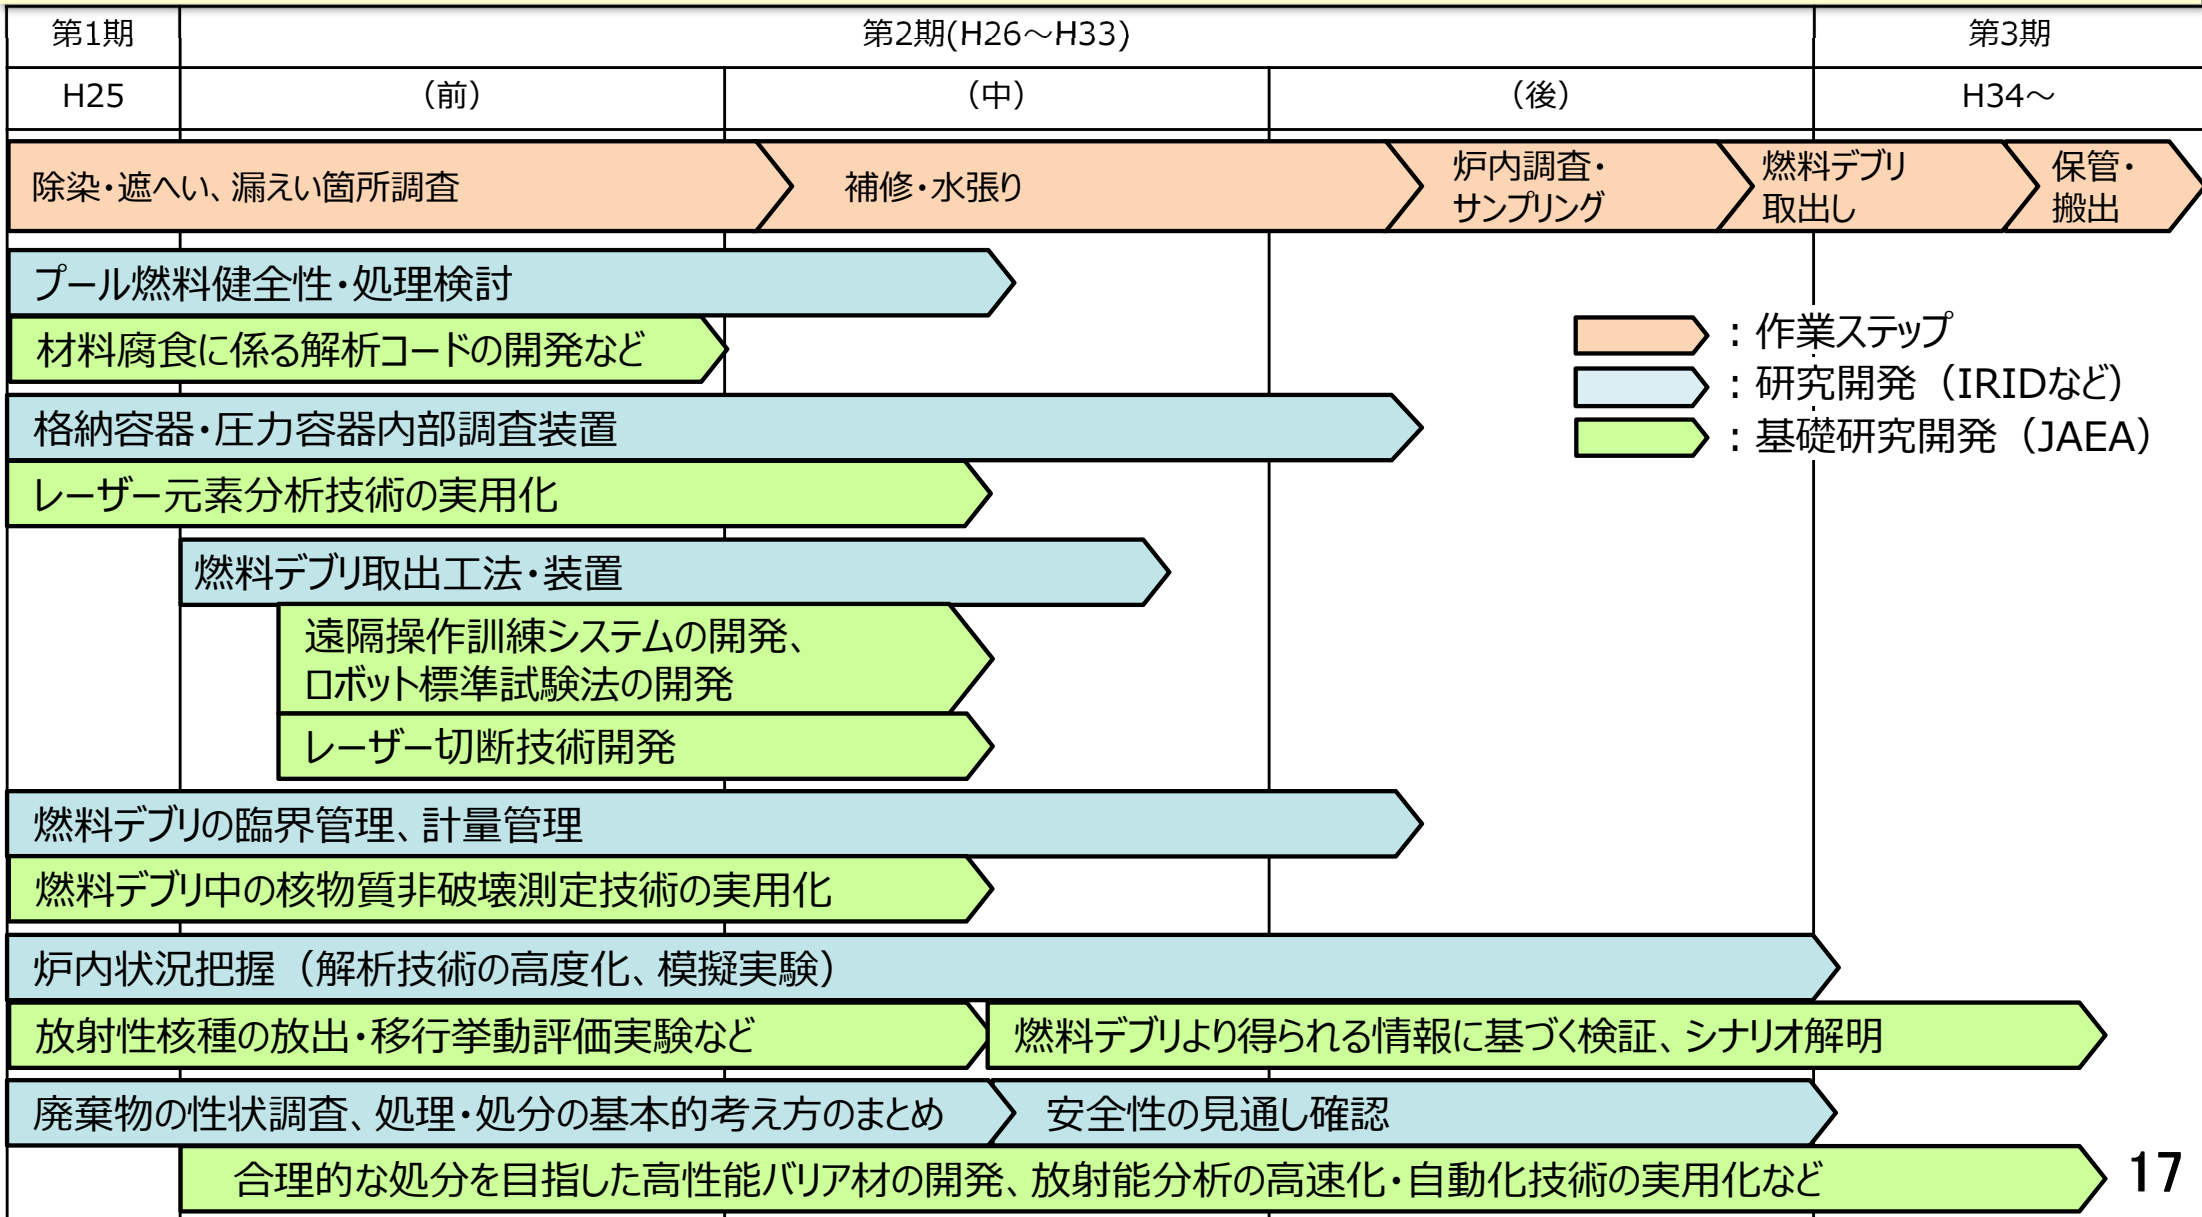 第1期
第2期(H26～H33)
第3期
H25
（前）
（中）
（後）
H34～
除染・遮へい、漏えい箇所調査
補修・水張り
炉内調査・
サンプリング
燃料デブリ
取出し
保管・
搬出
プール燃料健全性・処理検討
材料腐食に係る解析コードの開発など
：作業ステップ
：研究開発（IRIDなど）
：基礎研究開発（JAEA）
格納容器・圧力容器内部調査装置
レーザー元素分析技術の実用化
燃料デブリ取出工法・装置
遠隔操作訓練システムの開発、
ロボット標準試験法の開発
レーザー切断技術開発
燃料デブリの臨界管理、計量管理
燃料デブリ中の核物質非破壊測定技術の実用化
炉内状況把握（解析技術の高度化、模擬実験）
放射性核種の放出・移行挙動評価実験など
燃料デブリより得られる情報に基づく検証、シナリオ解明
廃棄物の性状調査、処理・処分の基本的考え方のまとめ
安全性の見通し確認
合理的な処分を目指した高性能バリア材の開発、放射能分析の高速化・自動化技術の実用化など
17